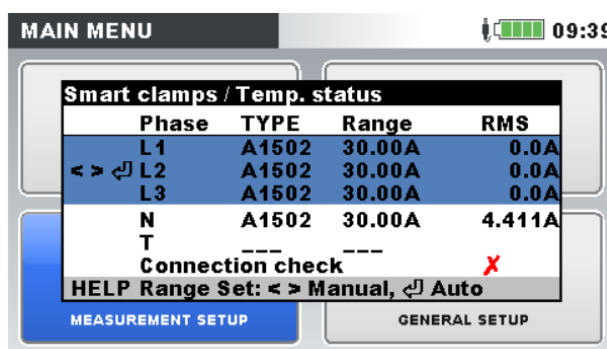 MAIN MENU 09:39
Smart clamps / Temp. status
Phase TYPE Range RMS
L1 A1502 30.00A 0.0A
< > ⏎ L2 A1502 30.00A 0.0A
L3 A1502 30.00A 0.0A
N A1502 30.00A 4.411A
T ___ ___
Connection check ✗
HELP Range Set: < > Manual, ⏎ Auto
MEASUREMENT SETUP GENERAL SETUP